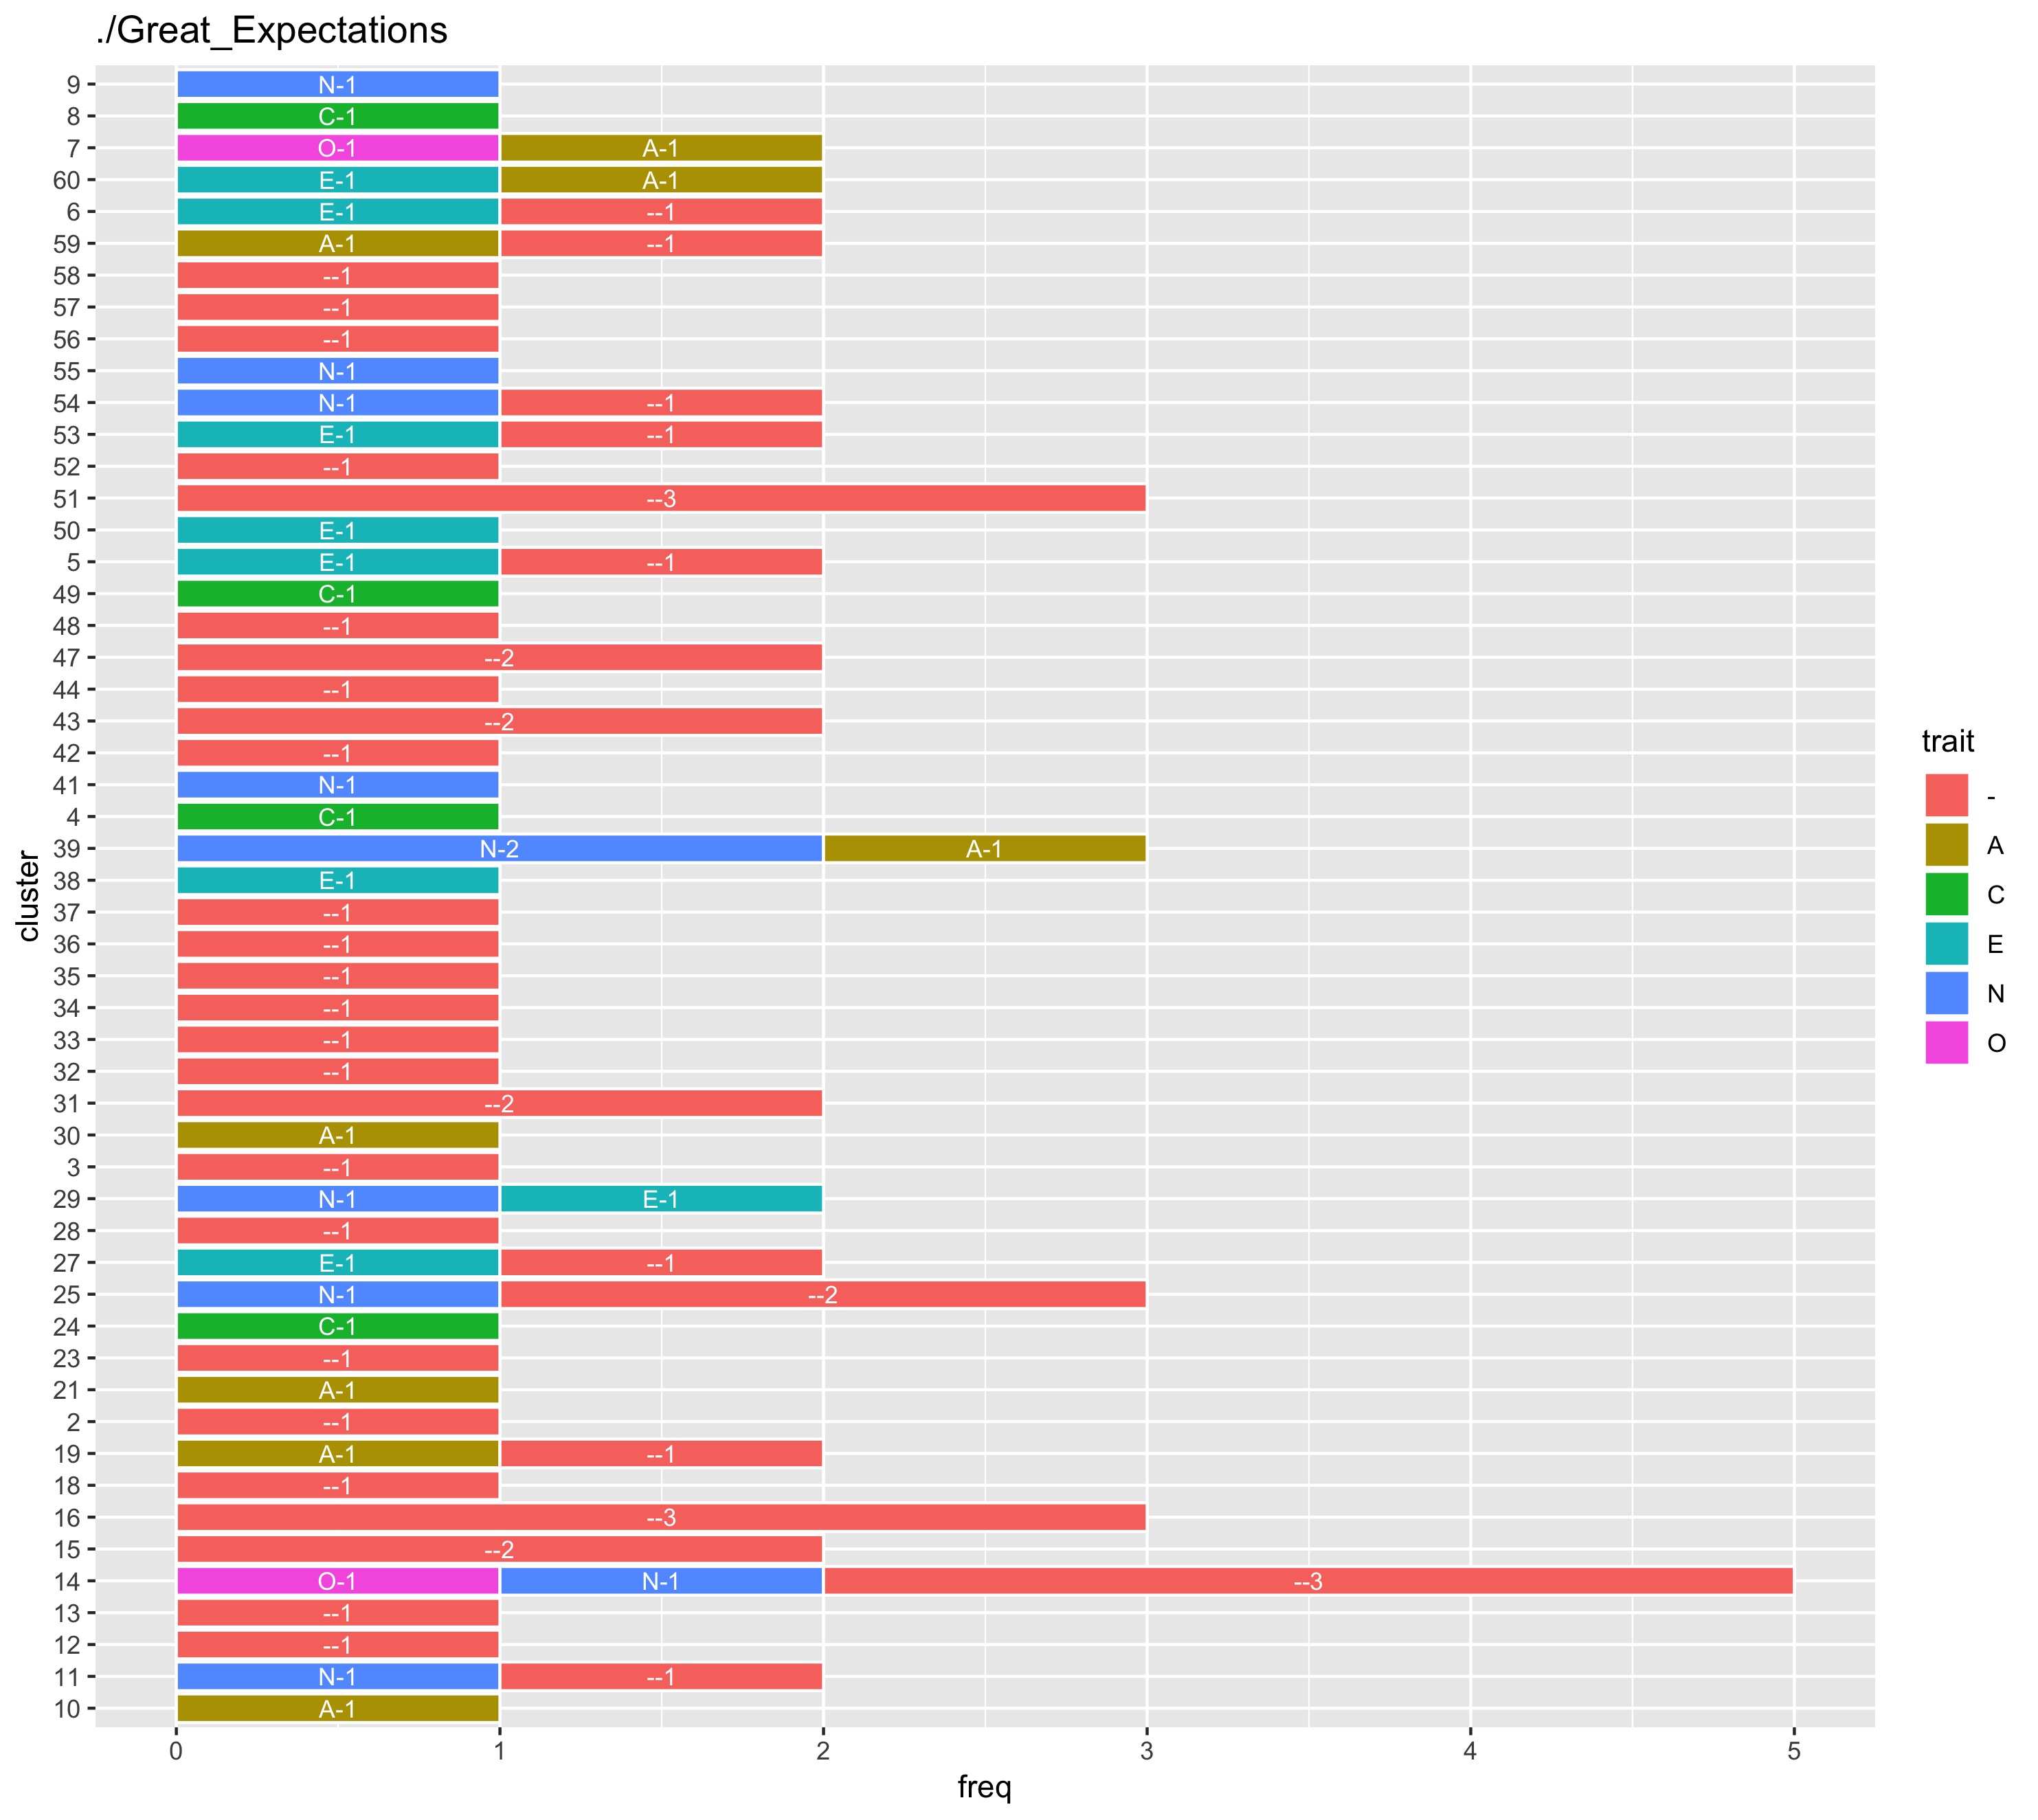 ./Great_Expectations
9 N-1
8 C-1
7 O-1 A-1
60 E-1 A-1
6 E-1 --1
59 A-1 --1
58 --1
57 --1
56 --1
55 N-1
54 N-1 --1
53 E-1 --1
52 --1
51 --3
50 E-1
5 E-1 --1
49 C-1
48 --1
47 --2
44 --1
43 --2
42 --1
41 N-1
4 C-1
39 N-2 A-1
38 E-1
37 --1
36 --1
35 --1
34 --1
33 --1
32 --1
31 --2
30 A-1
3 --1
29 N-1 E-1
28 --1
27 E-1 --1
25 N-1 --2
24 C-1
23 --1
21 A-1
2 --1
19 A-1 --1
18 --1
16 --3
15 --2
14 O-1 N-1 --3
13 --1
12 --1
11 N-1 --1
10 A-1
0 1 2 3 4 5
freq
cluster
trait
-
A
C
E
N
O